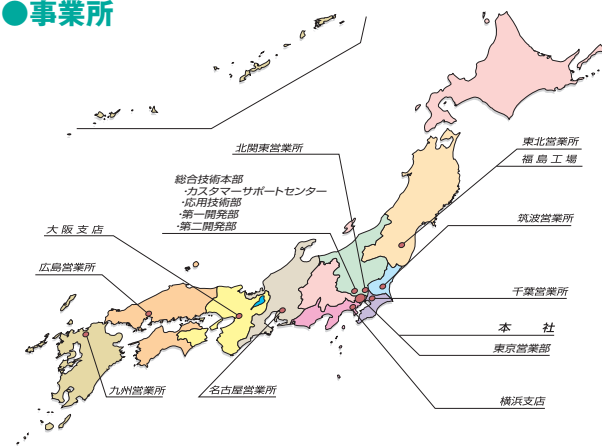 ●事業所
北関東営業所
総合技術本部
・カスタマーサポートセンター
・応用技術部
・第一開発部
・第二開発部
大阪支店
広島営業所
東北営業所
福島工場
筑波営業所
千葉営業所
本社
東京営業部
横浜支店
九州営業所
名古屋営業所